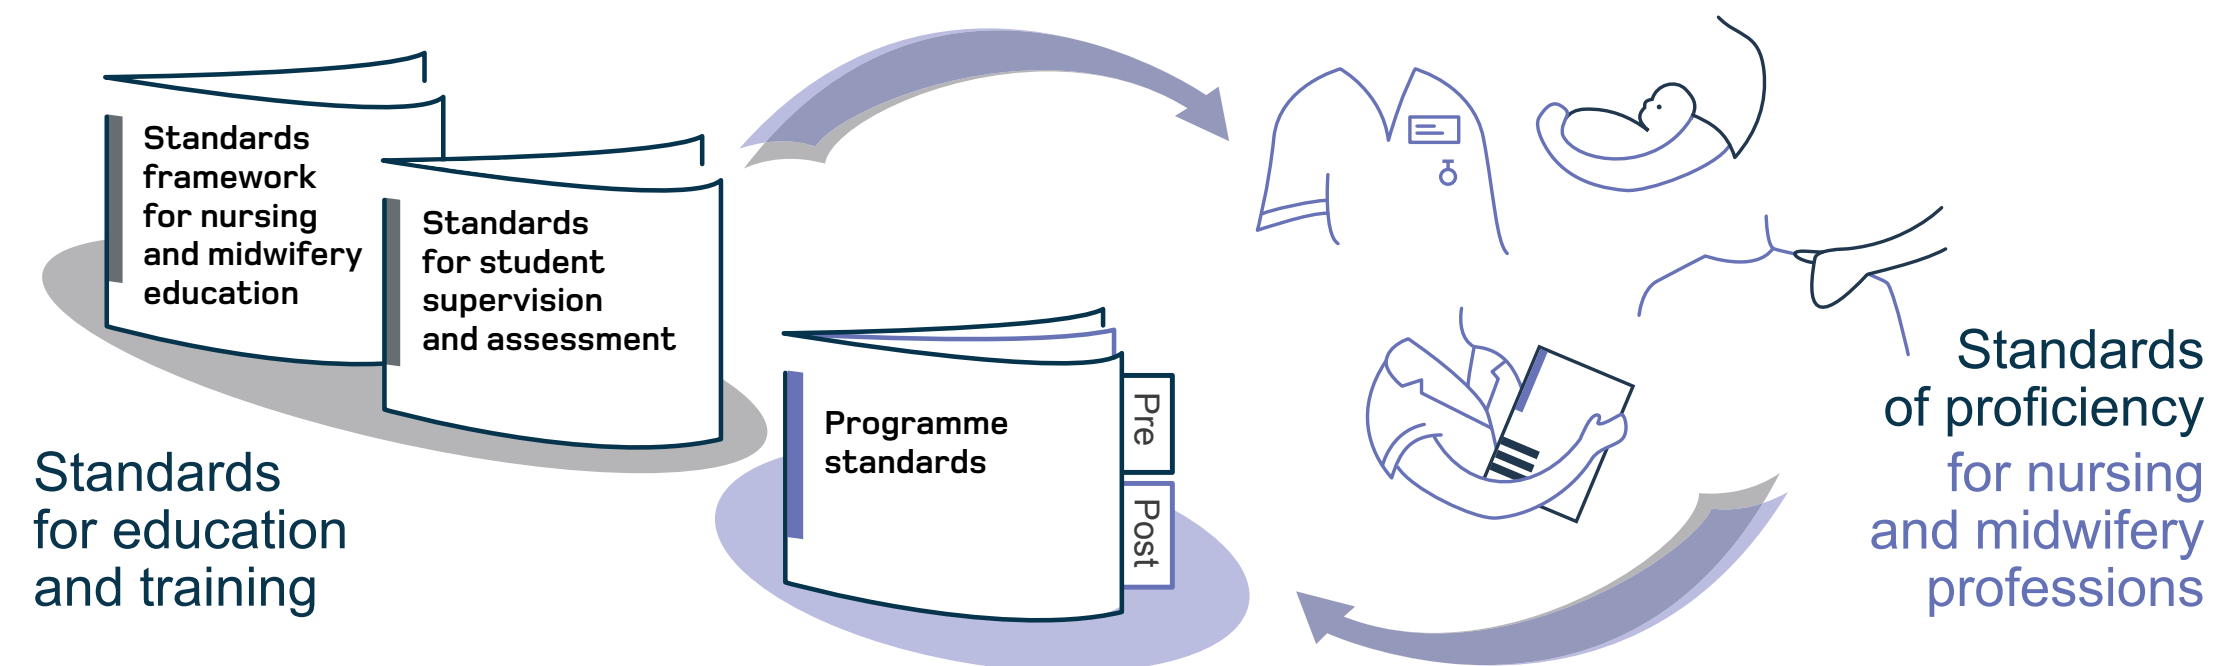 Standards
framework
for nursing
and midwifery
education
Standards
for student
supervision
and assessment
Programme
standards
Pre
Post
Standards
for education
and training
Standards
of proficiency
for nursing
and midwifery
professions